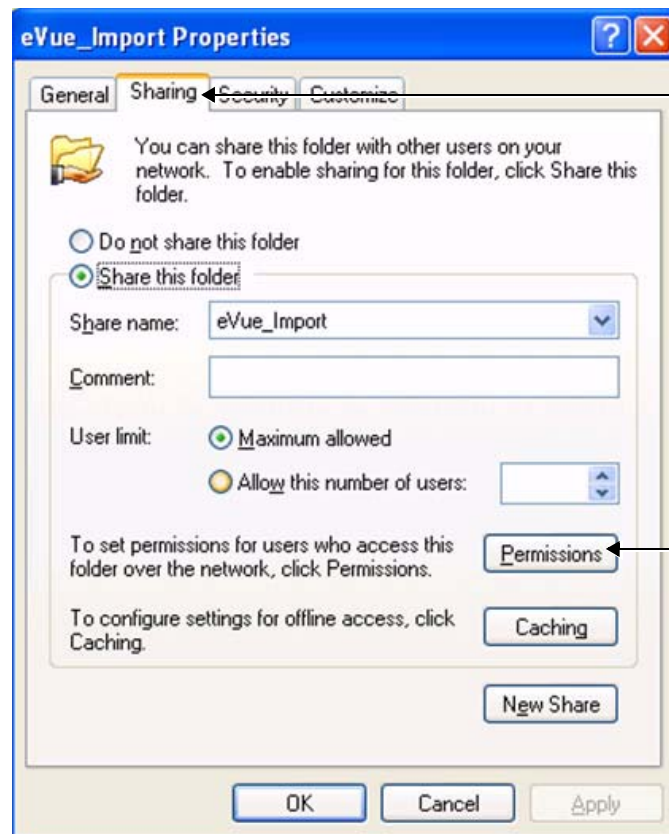 eVue_Import Properties
?
X
General Sharing Security Customize
You can share this folder with other users on your
network. To enable sharing for this folder, click Share this
folder.
Do not share this folder
Share this folder
Share name: eVue_Import
Comment:
User limit: Maximum allowed
Allow this number of users:
To set permissions for users who access this
folder over the network, click Permissions.
Permissions
To configure settings for offline access, click
Caching.
Caching
New Share
OK Cancel Apply